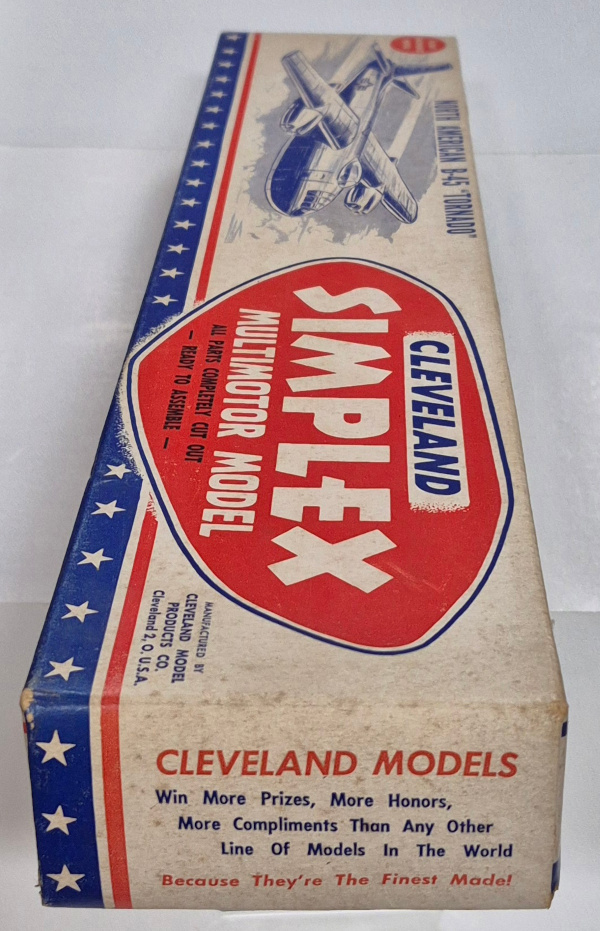 NORTH AMERICAN B-45 "TORNADO"
CLEVELAND
SIMPLEX
MULTIMOTOR MODEL
ALL PARTS COMPLETELY CUT OUT
— READY TO ASSEMBLE —
MANUFACTURED BY
CLEVELAND MODEL
PRODUCTS CO.
Cleveland 2, O. U.S.A.
CLEVELAND MODELS
Win More Prizes, More Honors,
More Compliments Than Any Other
Line Of Models In The World
Because They're The Finest Made!